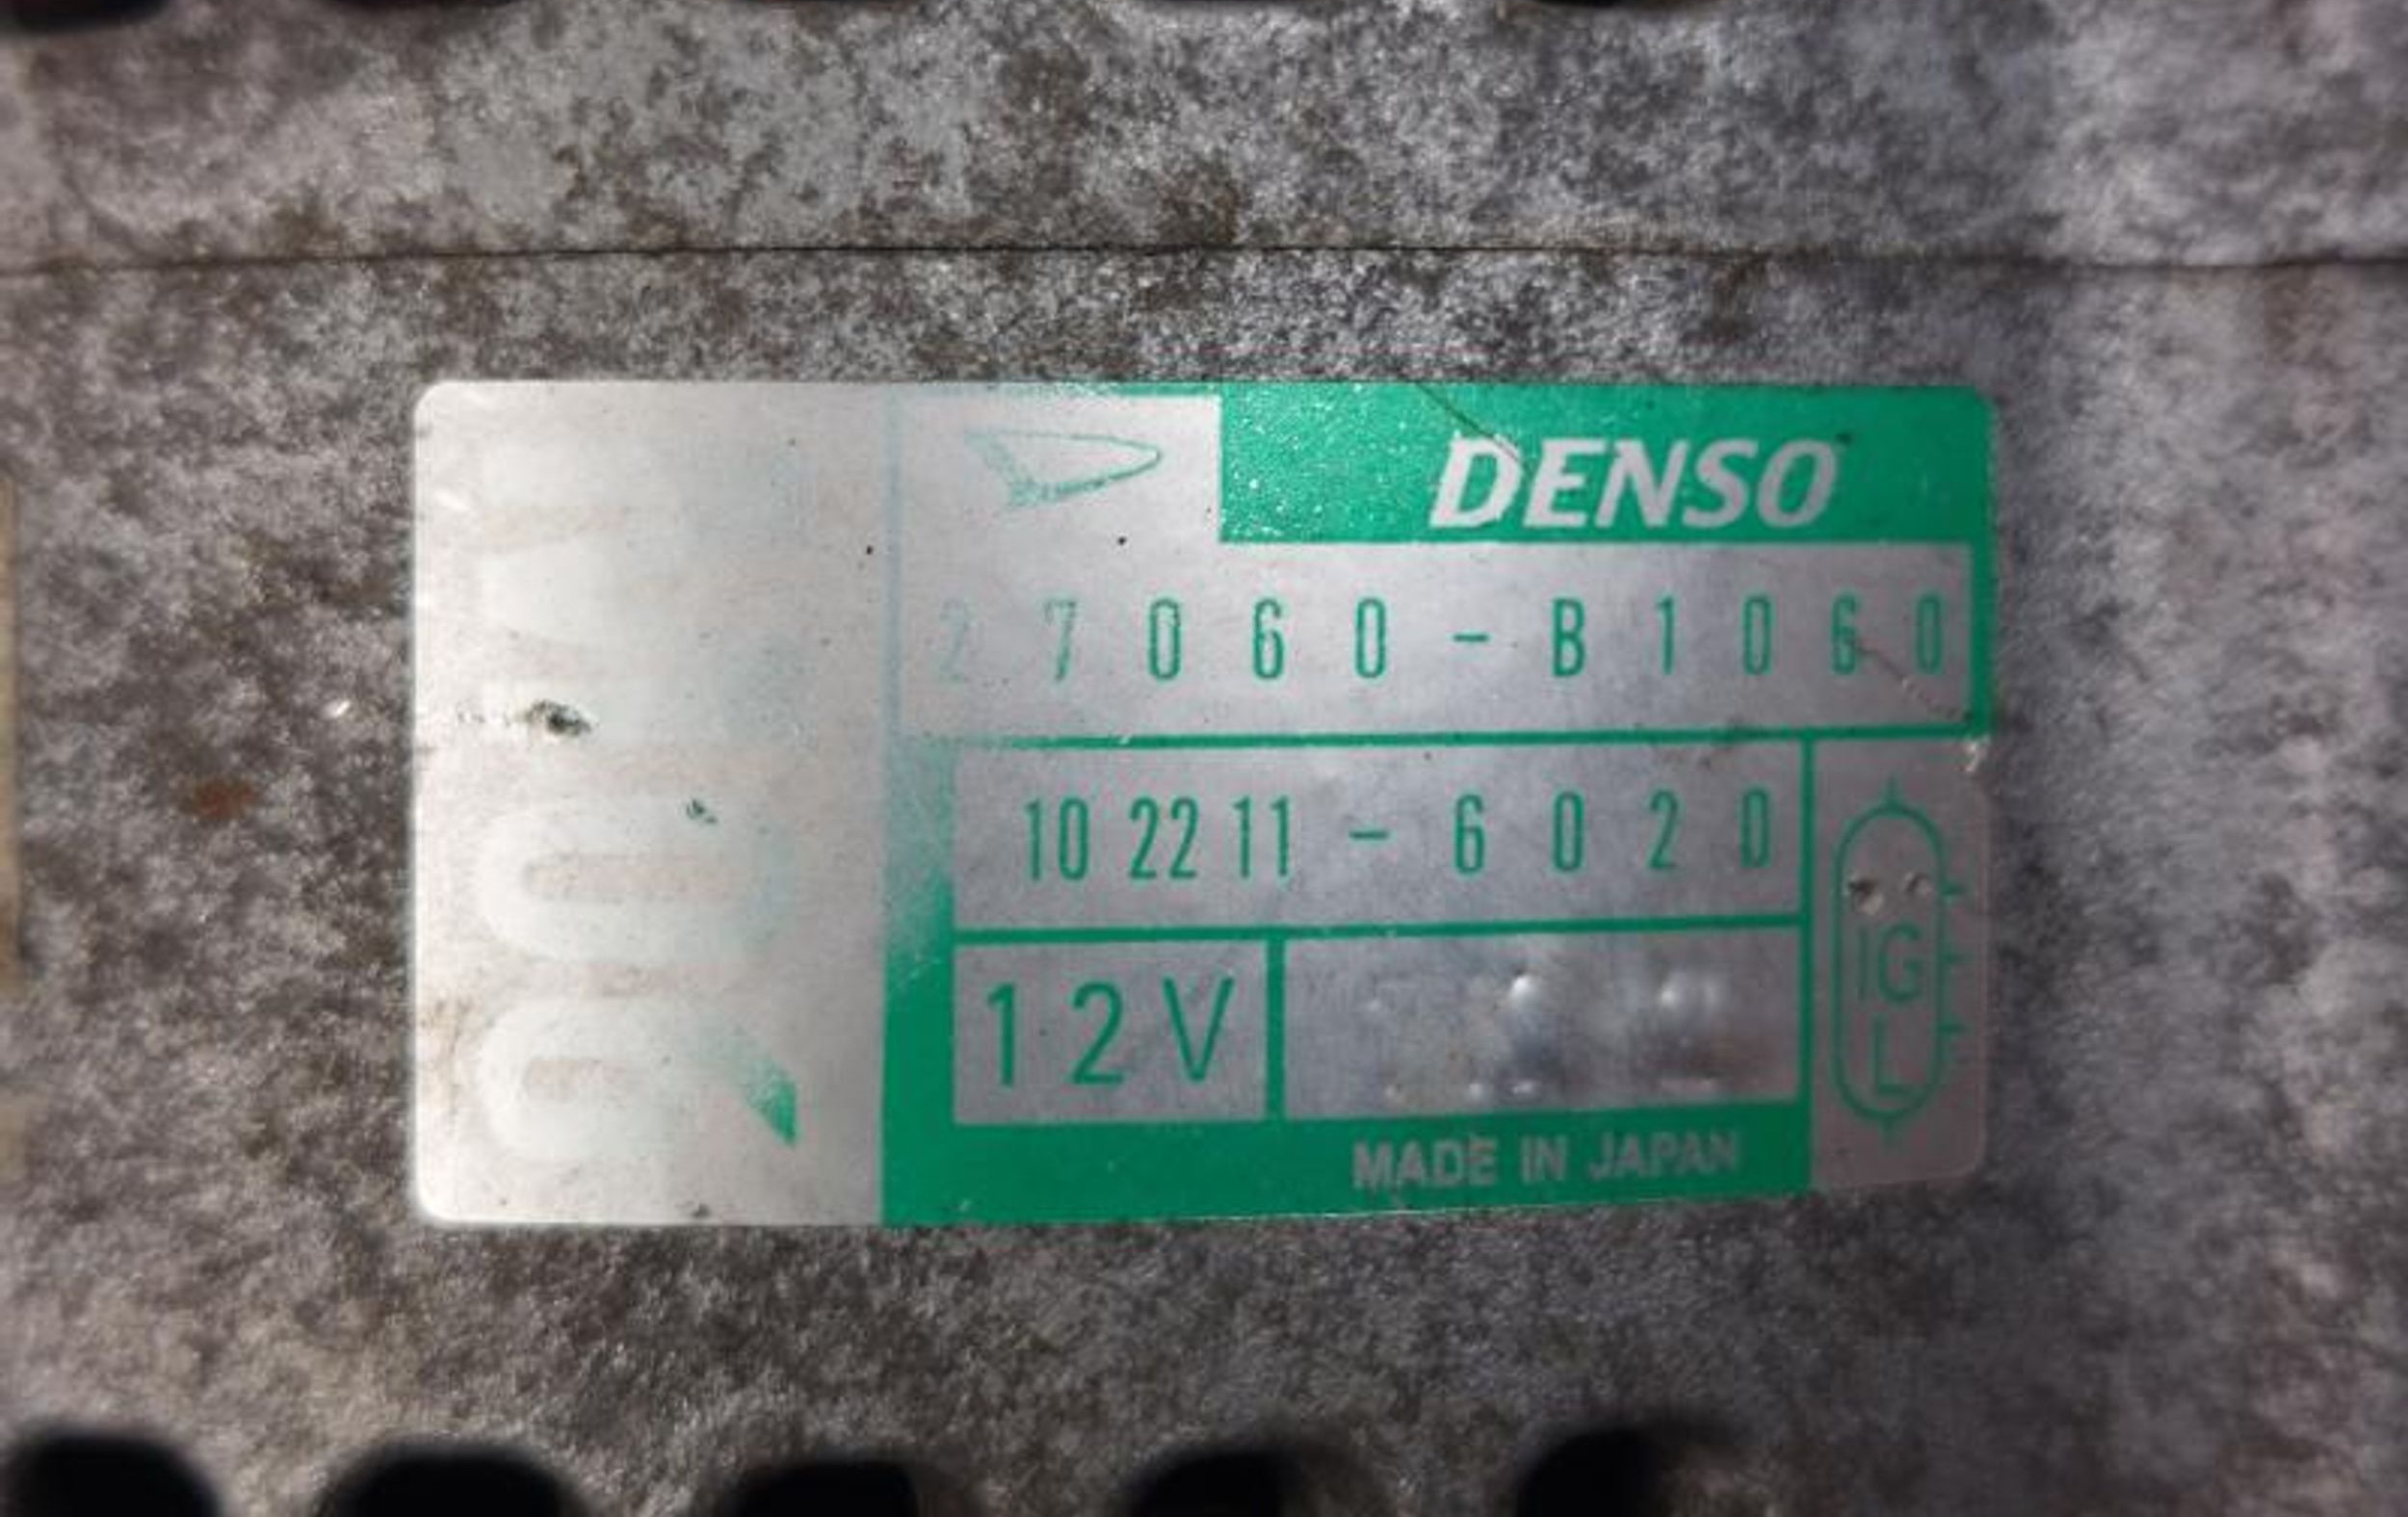 DENSO
27060-B1060
102211-6020
12V
IG
L
MADE IN JAPAN